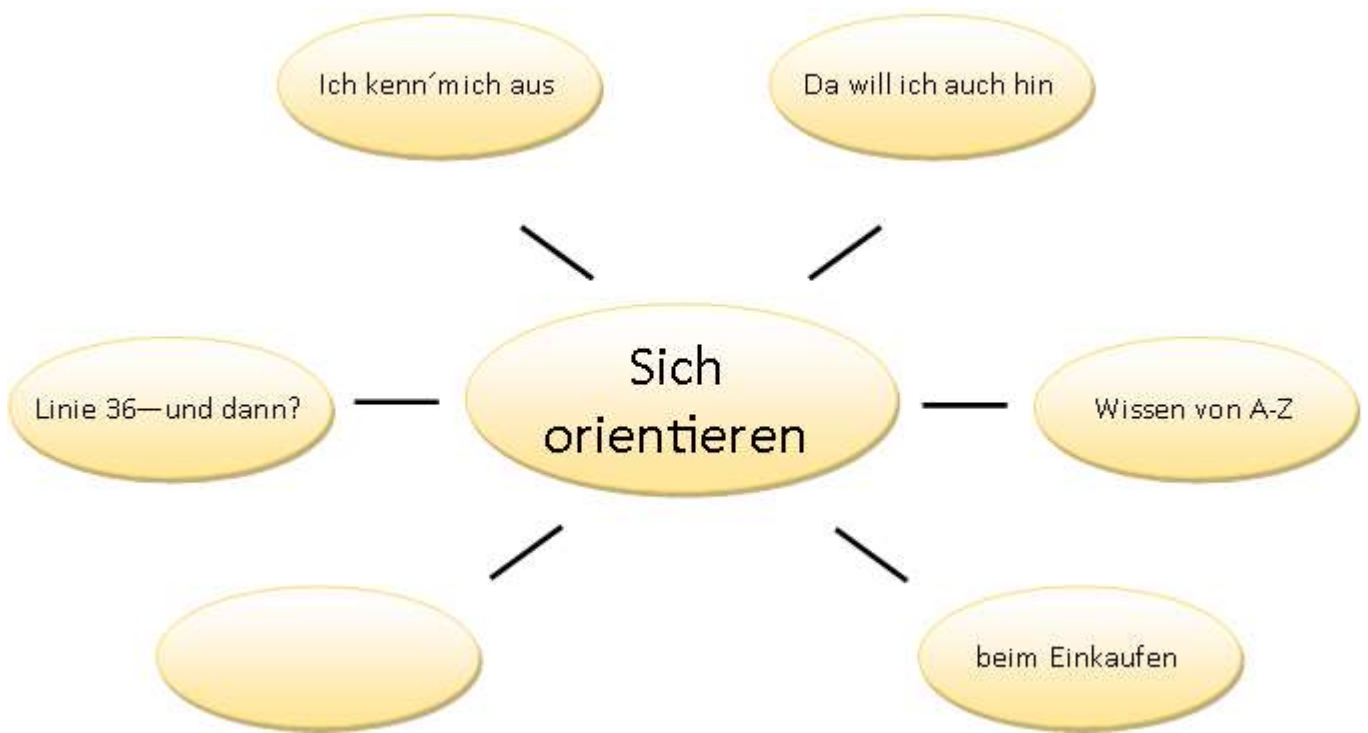 Ich kenn´mich aus
Da will ich auch hin
Sich
orientieren
Linie 36—und dann?
Wissen von A-Z
beim Einkaufen